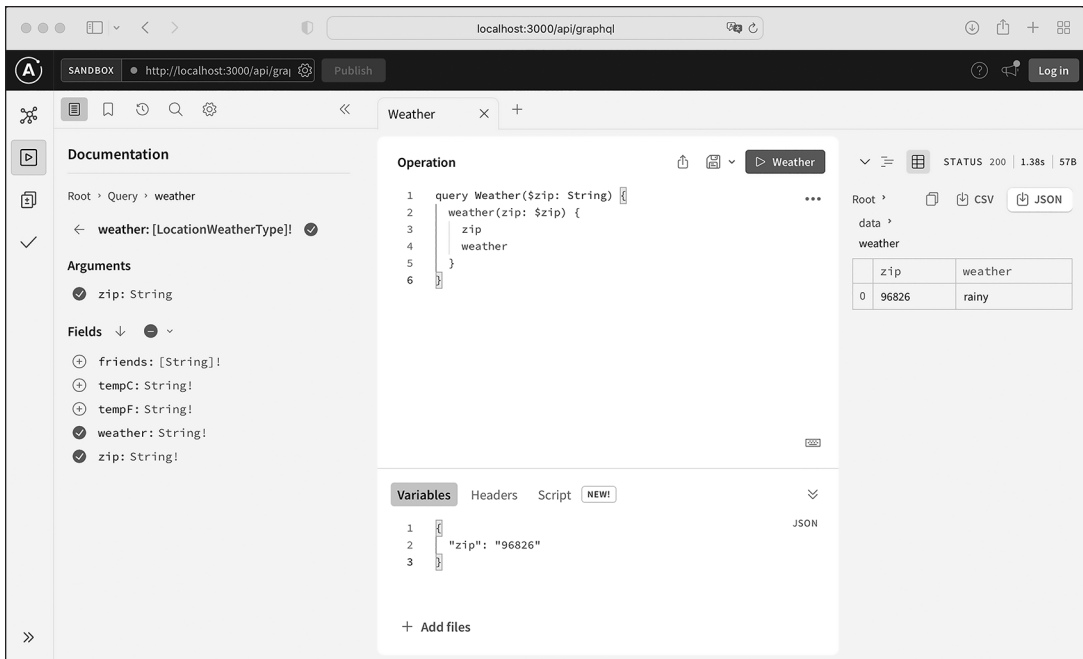 localhost:3000/api/graphql
SANDBOX http://localhost:3000/api/grap Publish Log in
Weather
Documentation
Root › Query › weather
weather: [LocationWeatherType]!
Arguments
zip: String
Fields
friends: [String]!
tempC: String!
tempF: String!
weather: String!
zip: String!
Operation
Weather
1 query Weather($zip: String) {
2 weather(zip: $zip) {
3 zip
4 weather
5 }
6 }
Variables Headers Script NEW!
JSON
1 {
2 "zip": "96826"
3 }
+ Add files
STATUS 200 1.38s 57B
Root › CSV JSON
data ›
weather
zip weather
0 96826 rainy